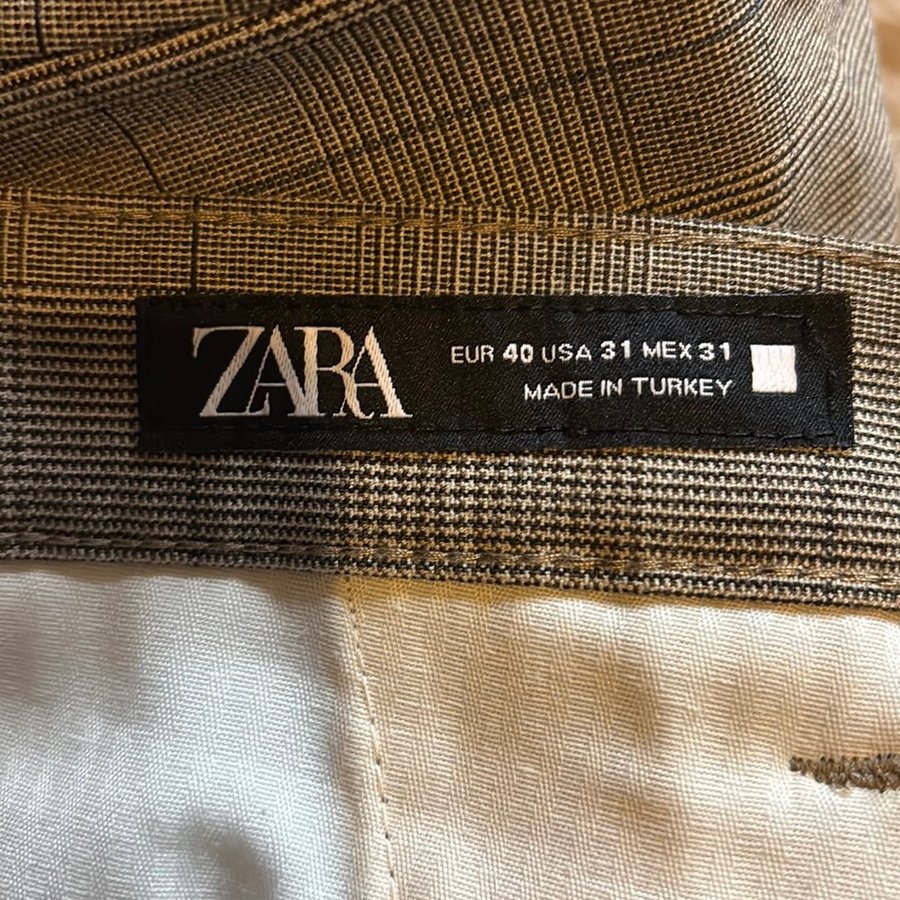 ZARA
EUR 40 USA 31 MEX 31
MADE IN TURKEY